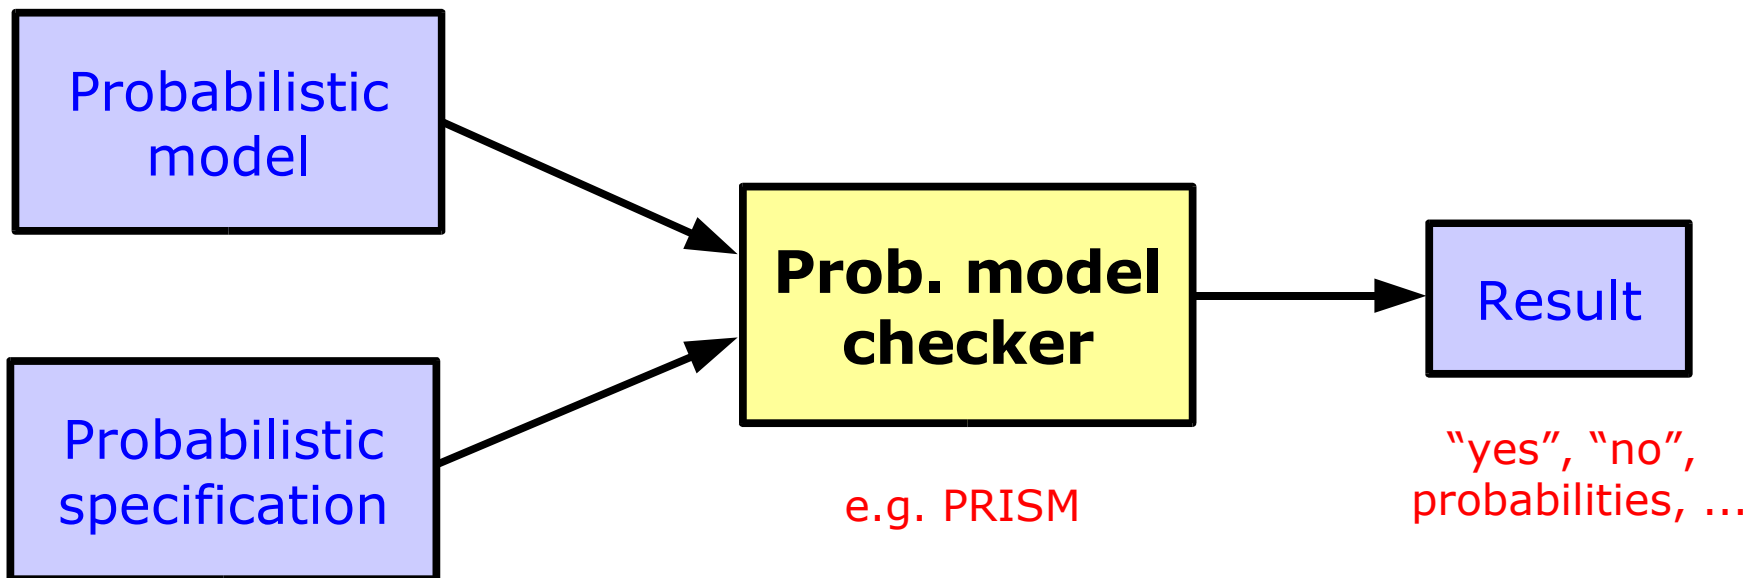 Probabilistic
model
Probabilistic
specification
Prob. model
checker
e.g. PRISM
Result
“yes”, “no”,
probabilities, …